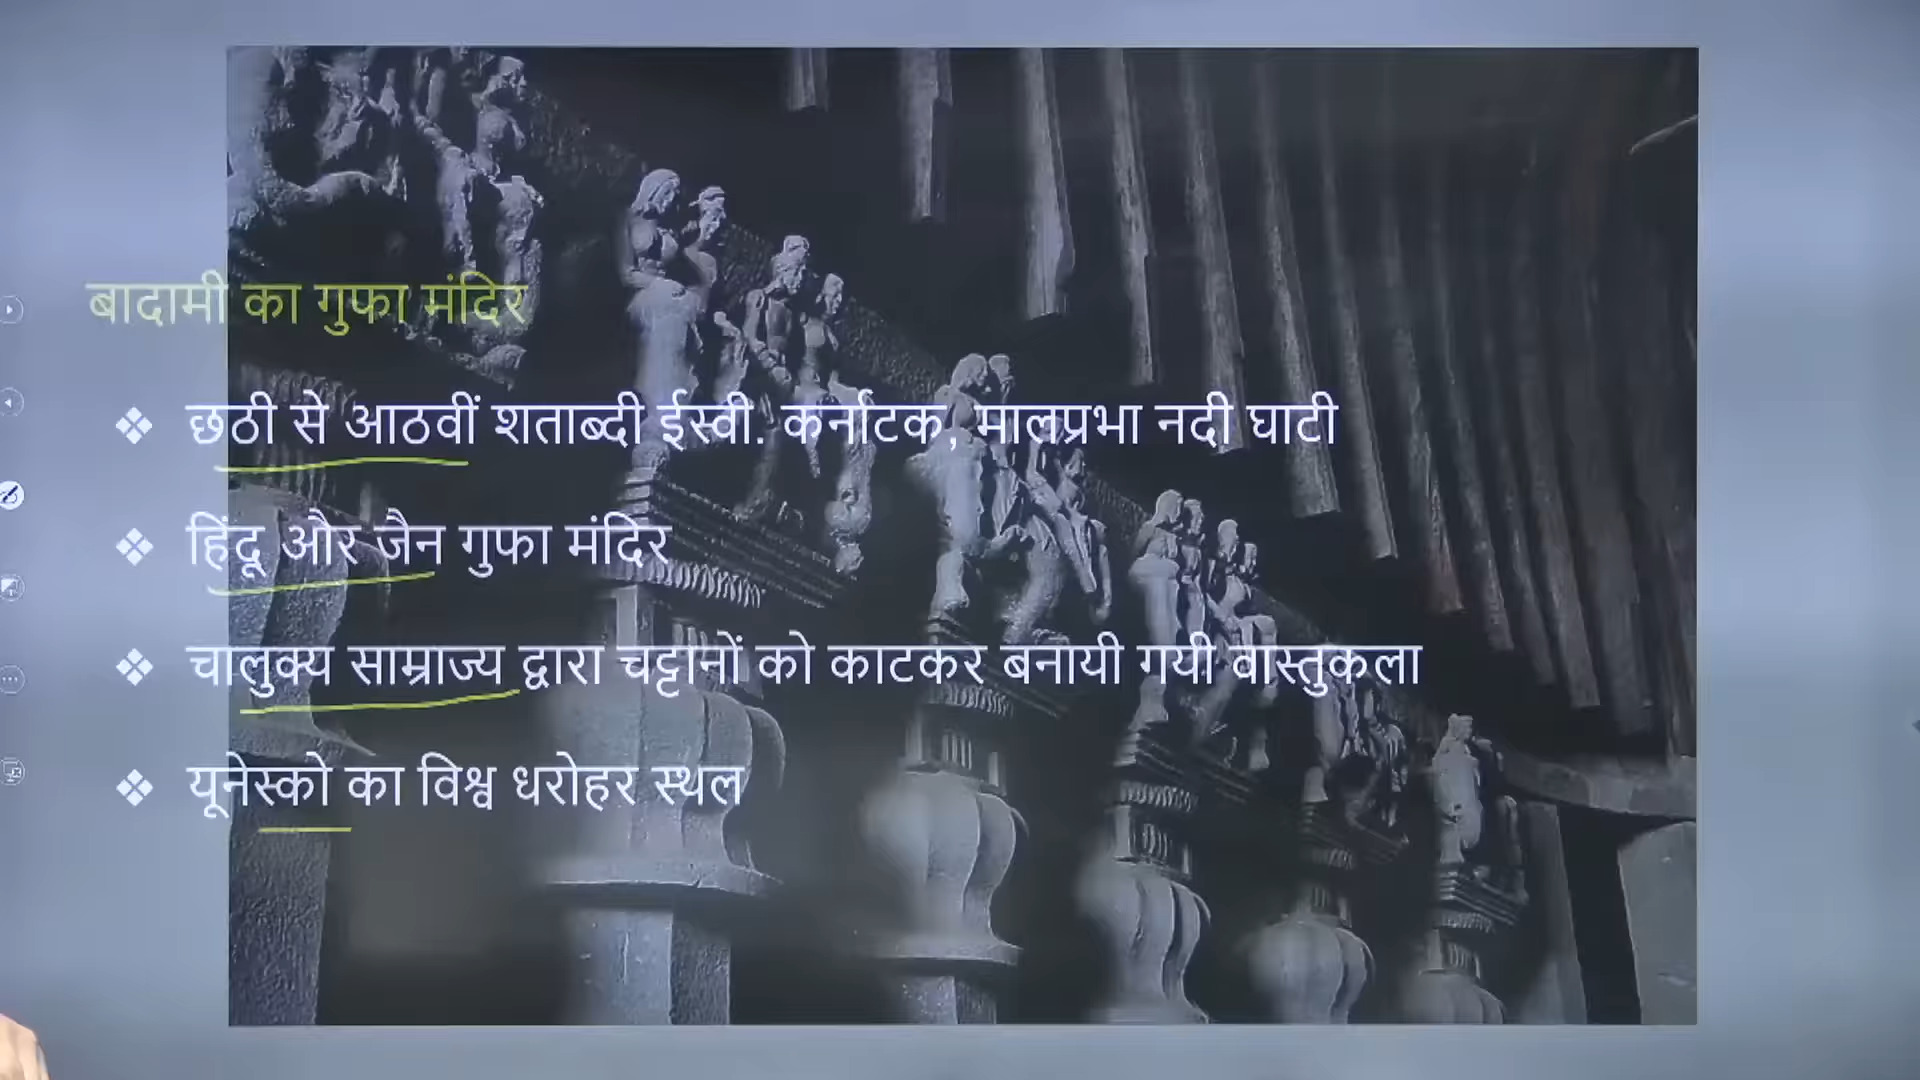 बादामी का गुफा मंदिर
❖ छठी से आठवीं शताब्दी ईस्वी. कर्नाटक, मालप्रभा नदी घाटी
❖ हिंदू और जैन गुफा मंदिर
❖ चालुक्य साम्राज्य द्वारा चट्टानों को काटकर बनायी गयी वास्तुकला
❖ यूनेस्को का विश्व धरोहर स्थल